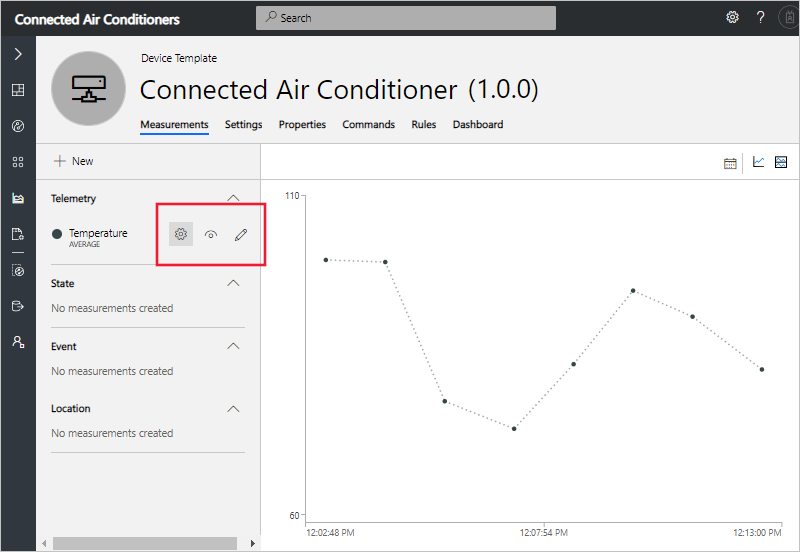 Connected Air Conditioners
Search
?
Device Template
Connected Air Conditioner (1.0.0)
Measurements Settings Properties Commands Rules Dashboard
New
Telemetry
Temperature
AVERAGE
State
No measurements created
Event
No measurements created
Location
No measurements created
110
60
12:02:48 PM 12:07:54 PM 12:13:00 PM